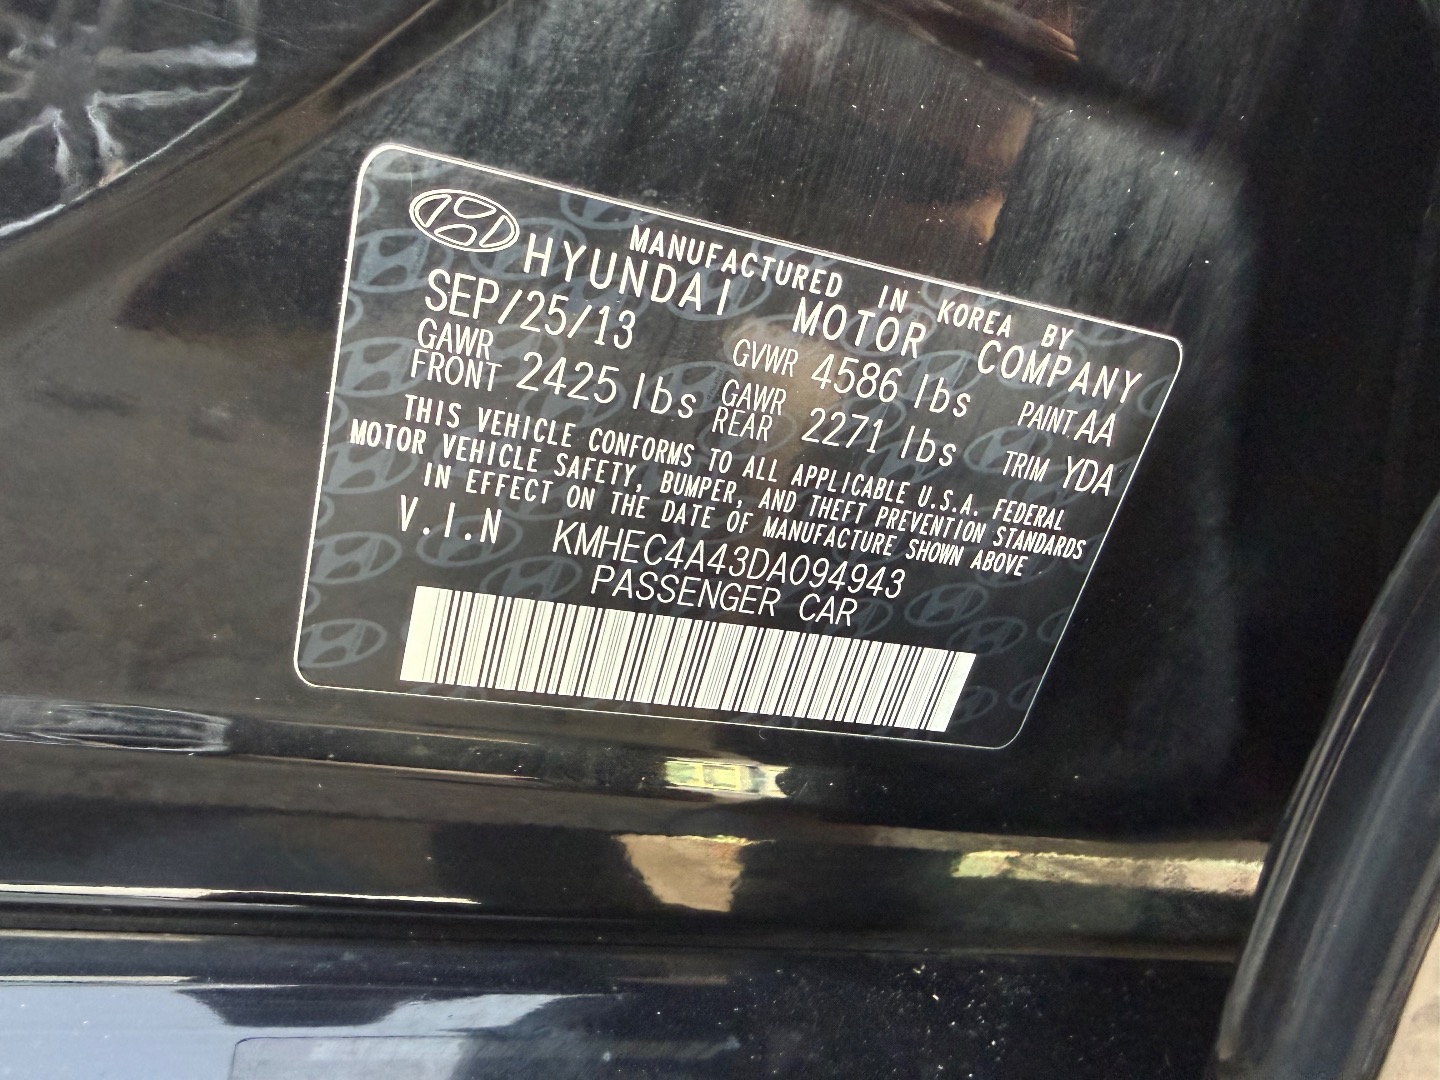 MANUFACTURED IN KOREA BY
HYUNDAI MOTOR COMPANY
SEP/25/13 GVWR 4586 lbs PAINT AA
GAWR FRONT 2425 lbs GAWR REAR 2271 lbs TRIM YDA
THIS VEHICLE CONFORMS TO ALL APPLICABLE U.S.A. FEDERAL
MOTOR VEHICLE SAFETY, BUMPER, AND THEFT PREVENTION STANDARDS
IN EFFECT ON THE DATE OF MANUFACTURE SHOWN ABOVE
V.I.N KMHEC4A43DA094943
PASSENGER CAR